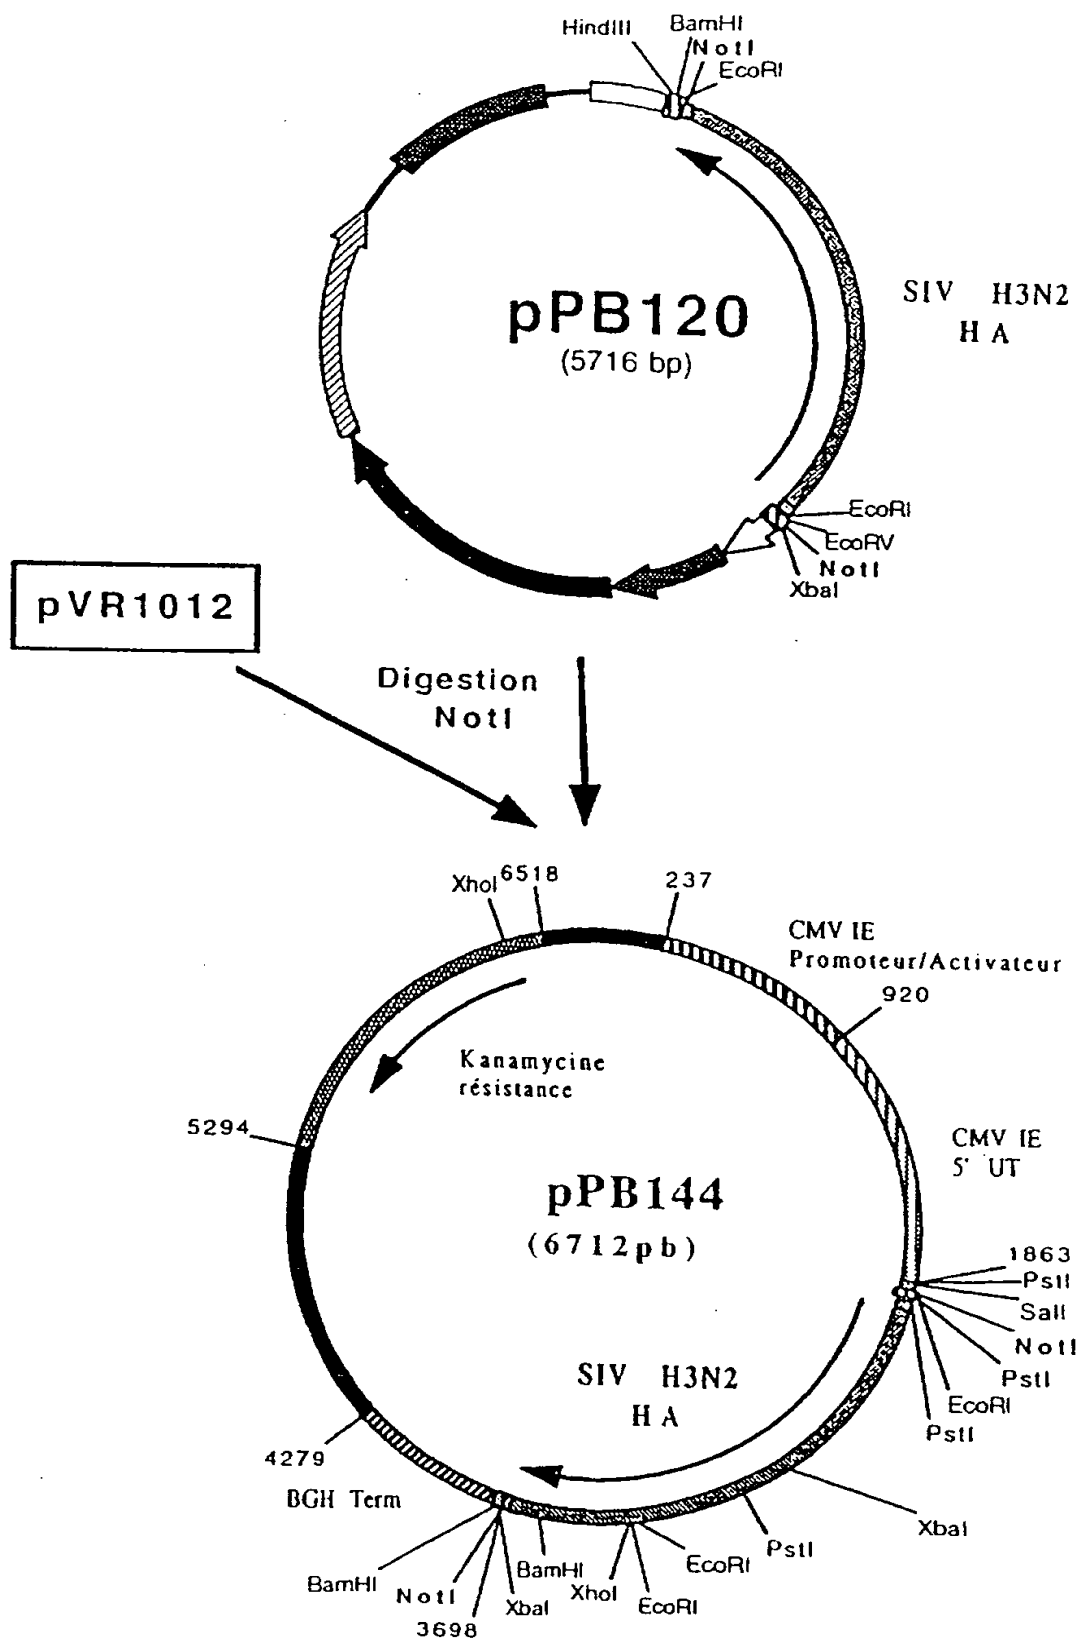 HindIII
BamHI
NotI
EcoRI
pPB120
(5716 bp)
SIV H3N2
HA
EcoRI
EcoRV
NotI
XbaI
pVR1012
Digestion
NotI
XhoI
6518
237
CMV IE
Promoteur/Activateur
920
Kanamycine
résistance
5294
CMV IE
5' UT
pPB144
(6712pb)
1863
PstI
SalI
NotI
PstI
EcoRI
PstI
SIV H3N2
HA
4279
BGH Term
XbaI
PstI
EcoRI
BamHI
XhoI
EcoRI
BamHI
NotI
XbaI
3698